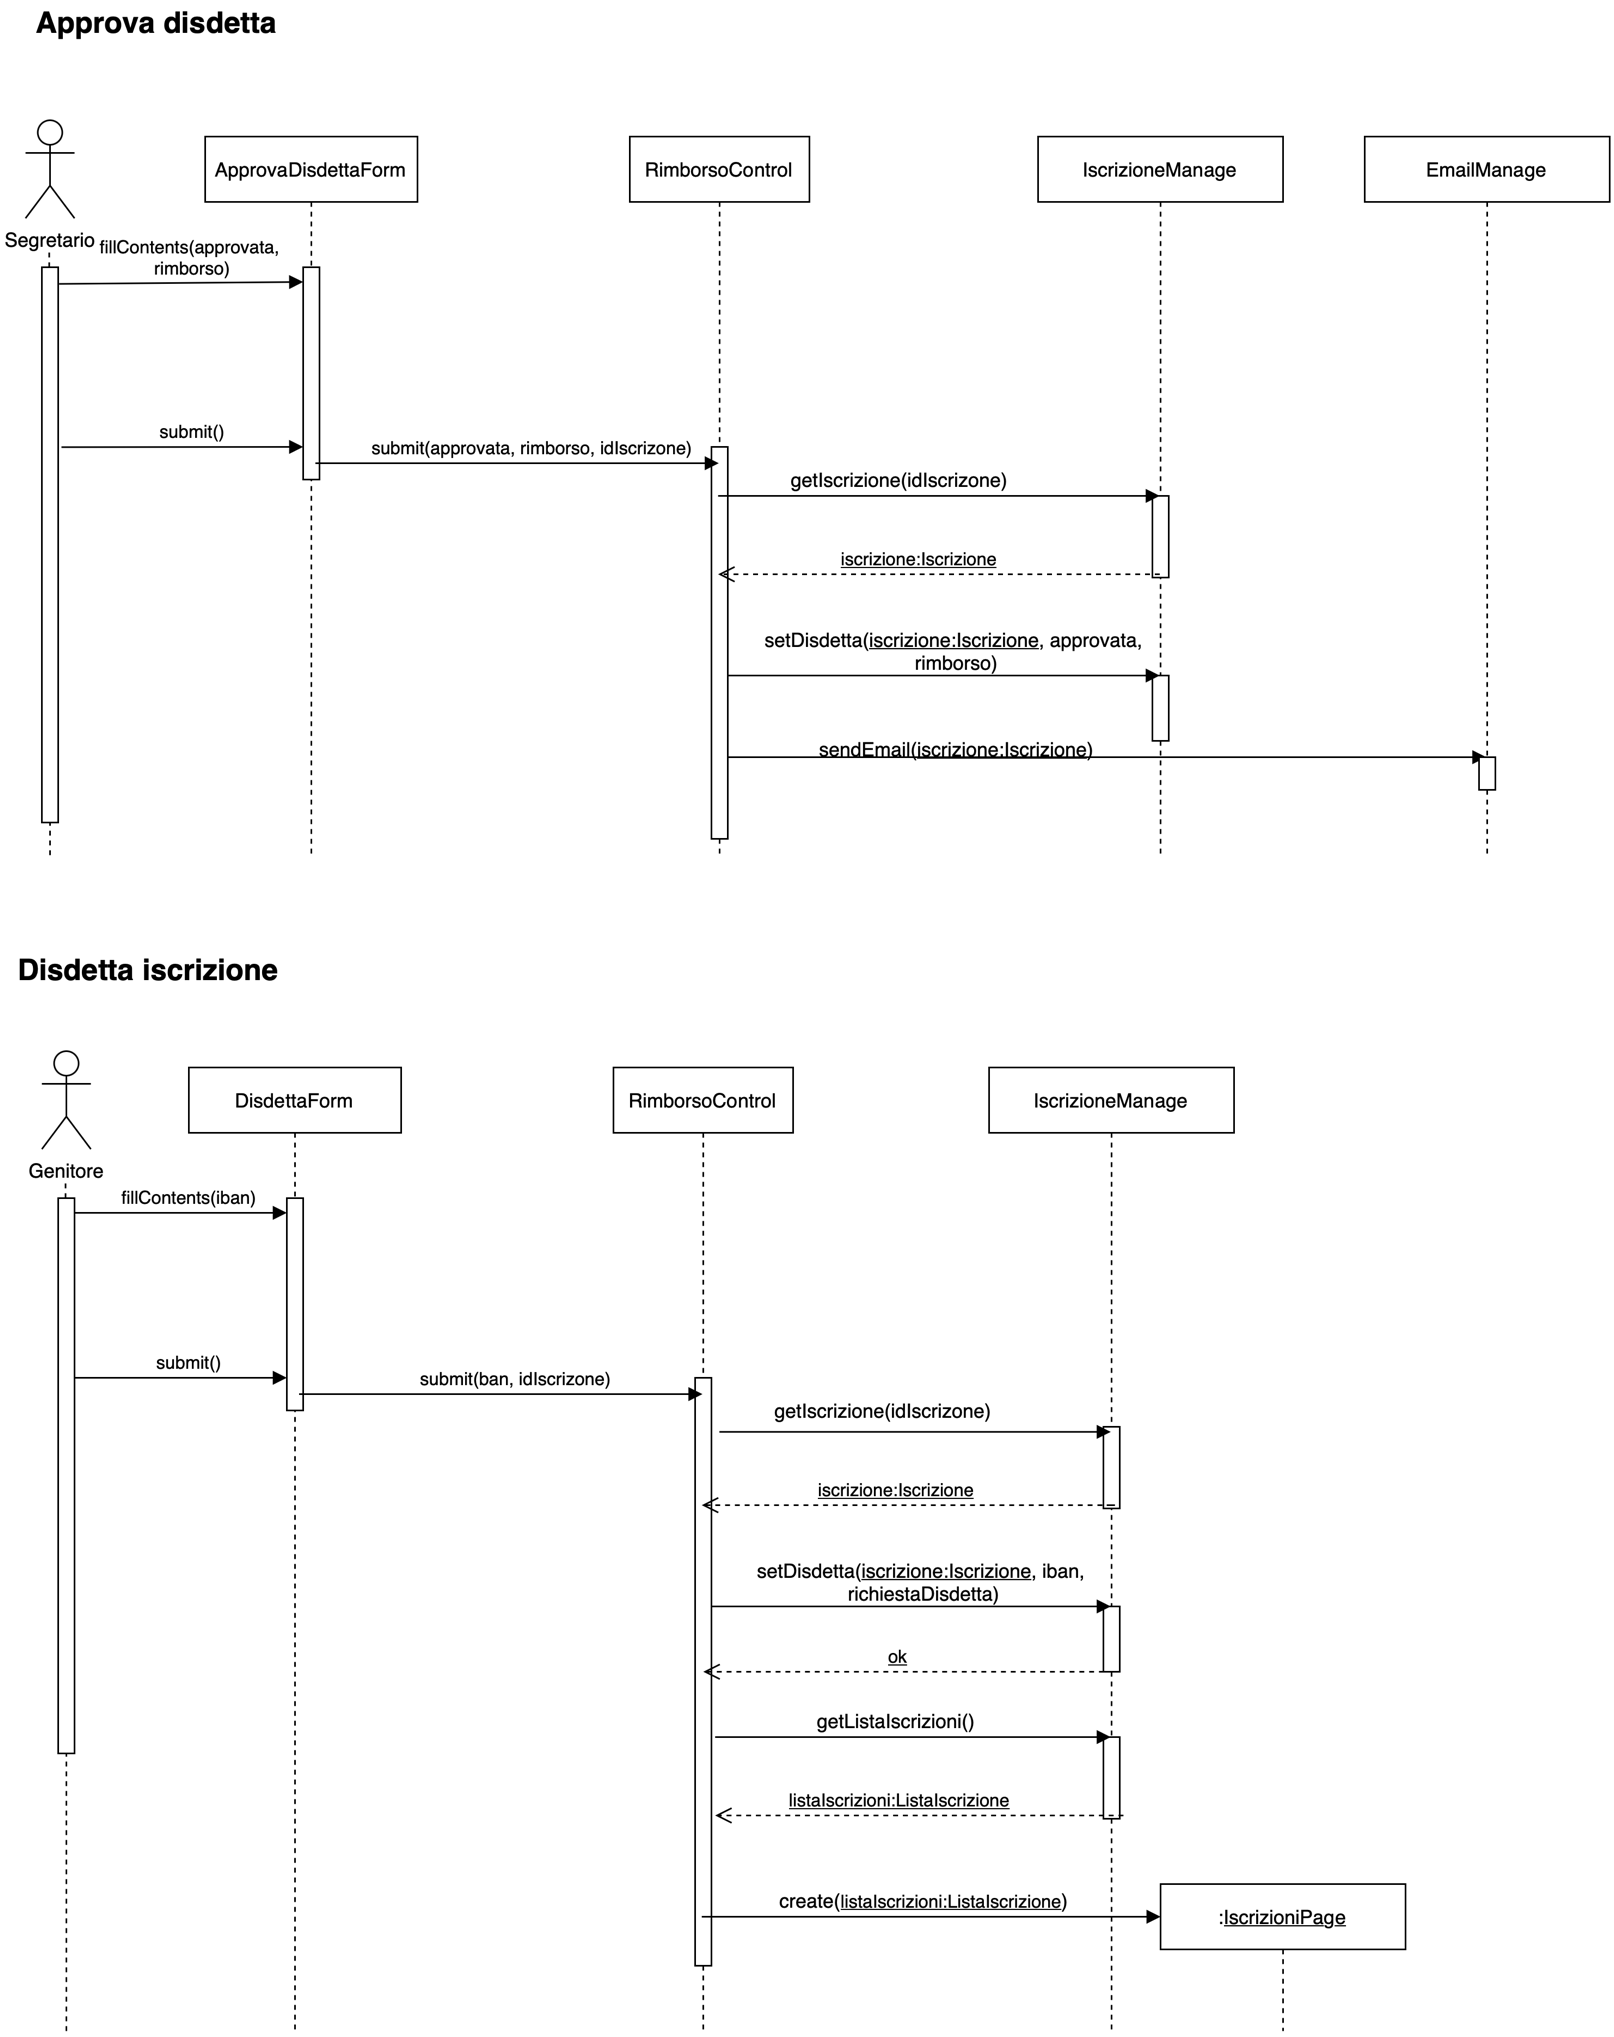 Approva disdetta
ApprovaDisdettaForm
RimborsoControl
IscrizioneManage
EmailManage
Segretario
fillContents(approvata,
rimborso)
submit()
submit(approvata, rimborso, idIscrizone)
getIscrizione(idIscrizone)
iscrizione:Iscrizione
setDisdetta(iscrizione:Iscrizione, approvata,
rimborso)
sendEmail(iscrizione:Iscrizione)
Disdetta iscrizione
DisdettaForm
RimborsoControl
IscrizioneManage
Genitore
fillContents(iban)
submit()
submit(ban, idIscrizone)
getIscrizione(idIscrizone)
iscrizione:Iscrizione
setDisdetta(iscrizione:Iscrizione, iban,
richiestaDisdetta)
ok
getListaIscrizioni()
listaIscrizioni:ListaIscrizione
create(listaIscrizioni:ListaIscrizione)
:IscrizioniPage